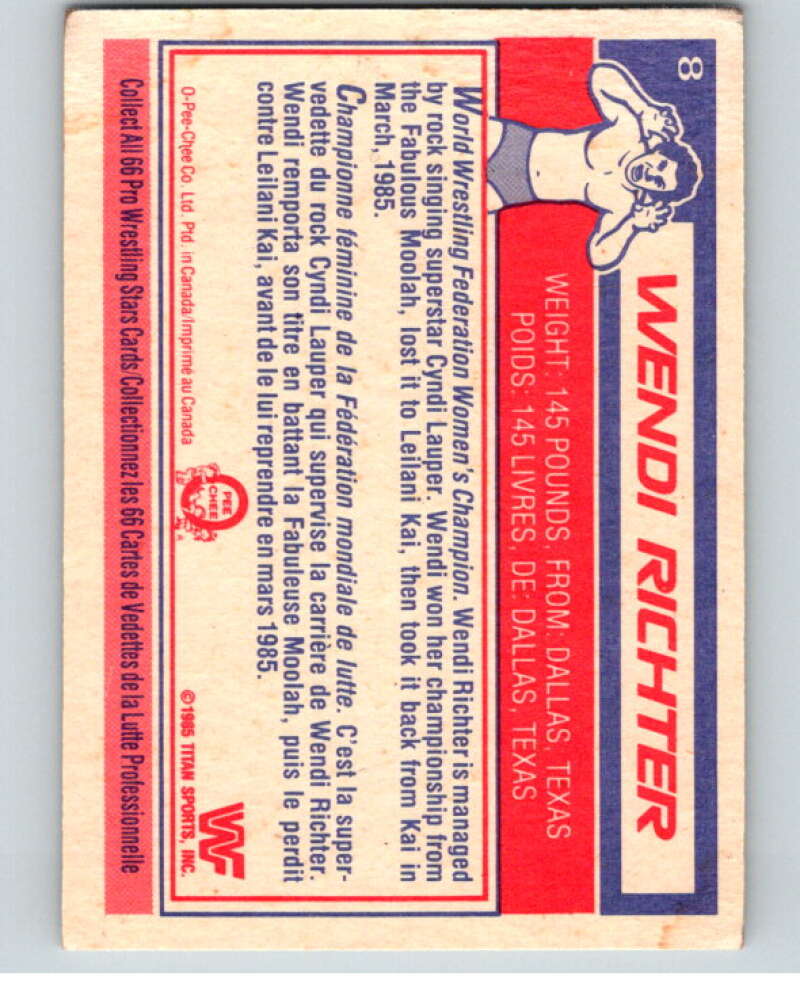 8
WENDI RICHTER
WEIGHT: 145 POUNDS, FROM: DALLAS, TEXAS
POIDS: 145 LIVRES, DE: DALLAS, TEXAS
World Wrestling Federation Women's Champion. Wendi Richter is managed
by rock singing superstar Cyndi Lauper. Wendi won her championship from
the Fabulous Moolah, lost it to Leilani Kai, then took it back from Kai in
March, 1985.
Championne féminine de la Fédération mondiale de lutte. C'est la super-
vedette du rock Cyndi Lauper qui supervise la carrière de Wendi Richter.
Wendi remporta son titre en battant la Fabuleuse Moolah, puis le perdit
contre Leilani Kai, avant de le lui reprendre en mars 1985.
O-Pee-Chee Co. Ltd. Ptd. in Canada/Imprimé au Canada
O
PEE
CHEE
WF
©1985 TITAN SPORTS, INC.
Collect All 66 Pro Wrestling Stars Cards/Collectionnez les 66 Cartes de Vedettes de la Lutte Professionnelle